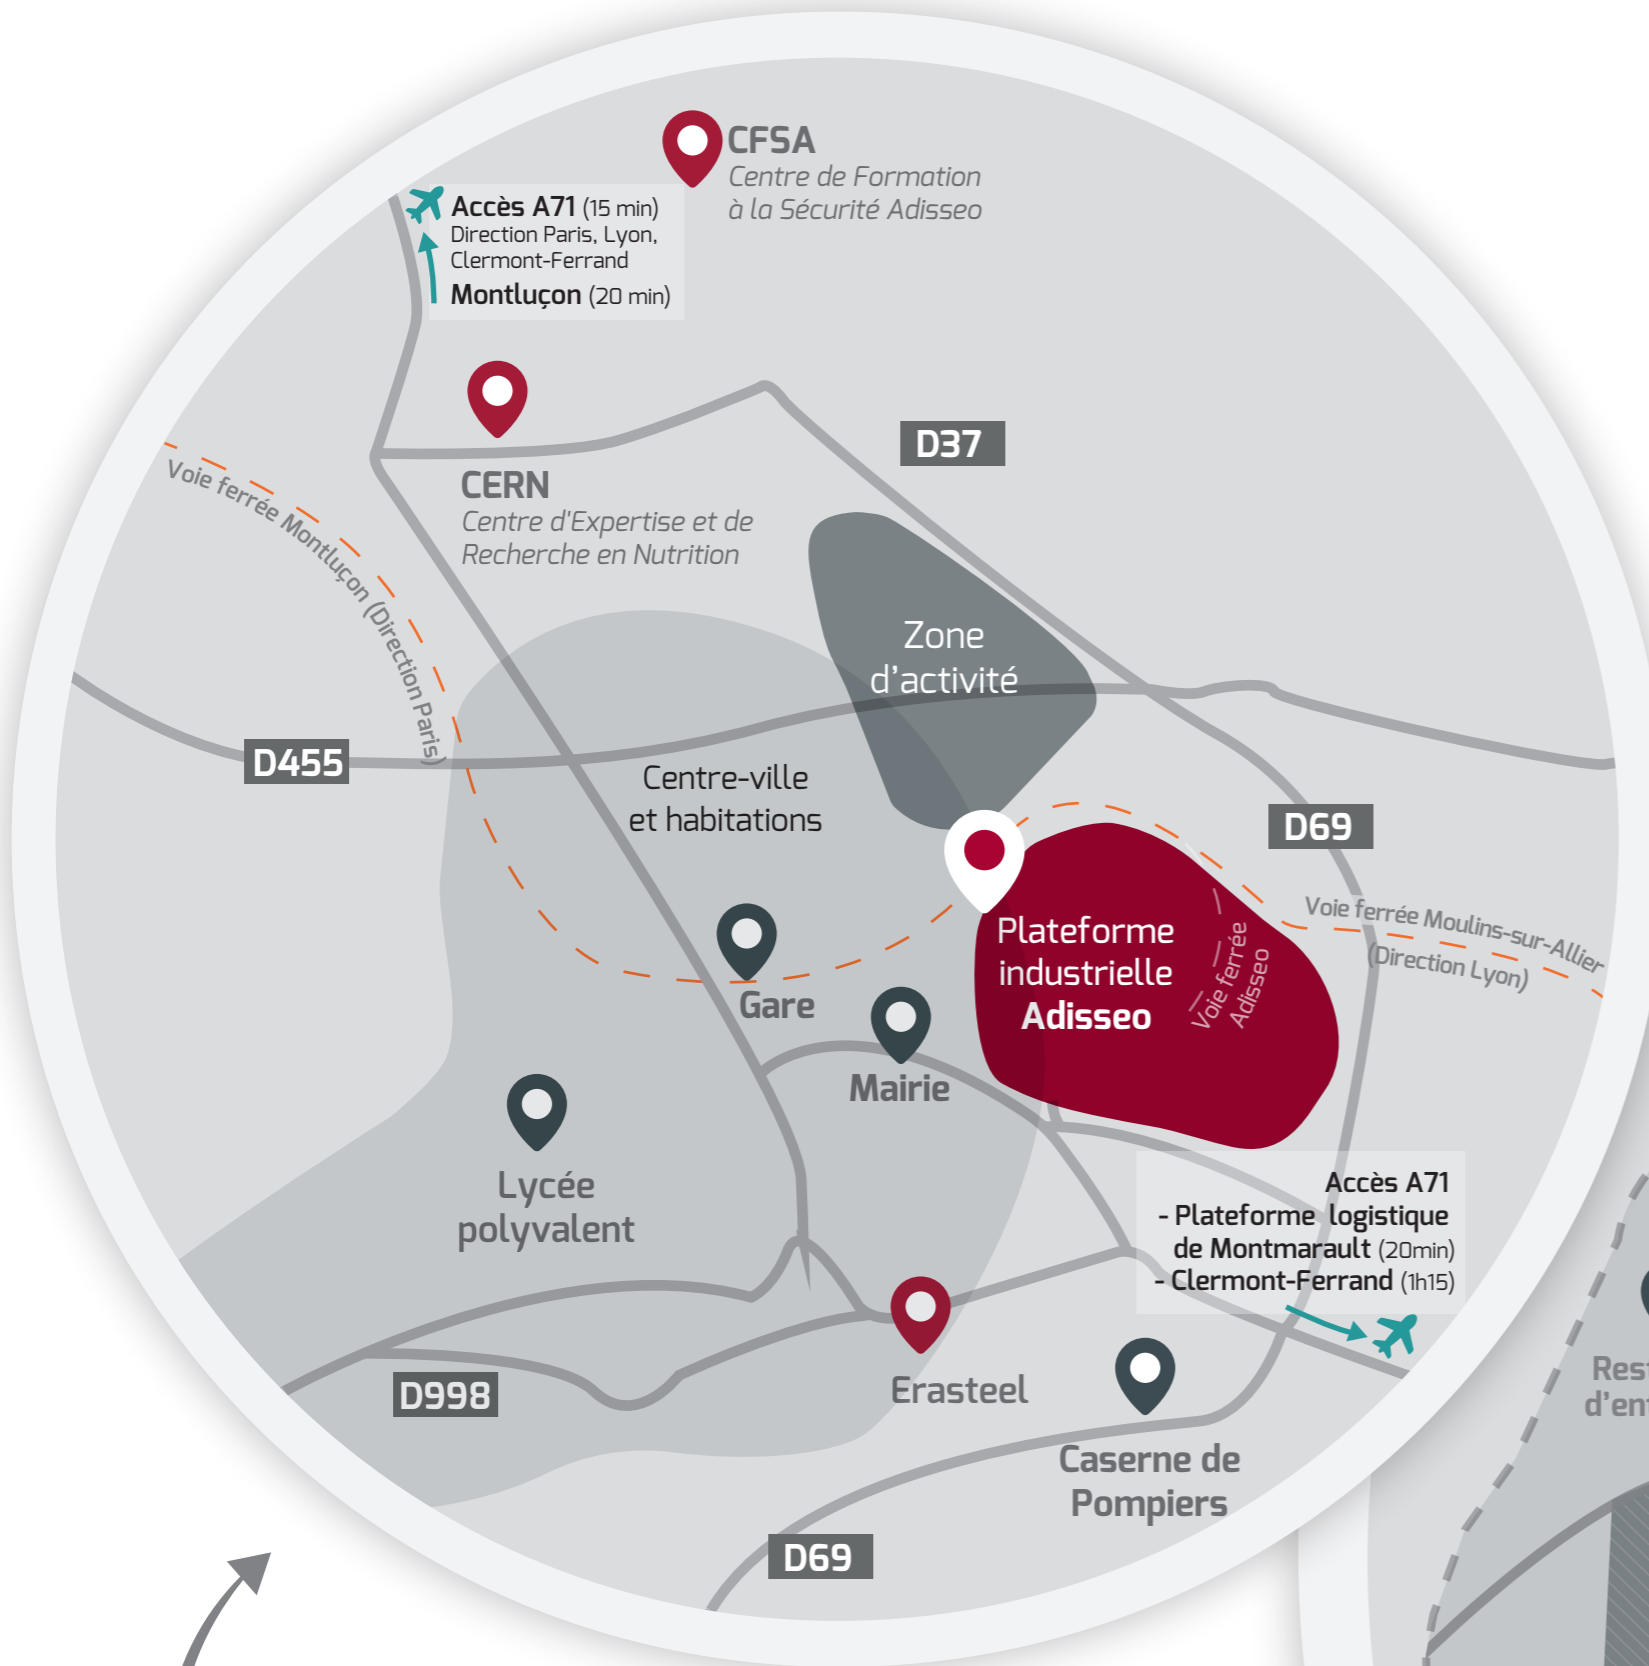 CFSA
Centre de Formation
à la Sécurité Adisseo
Accès A71 (15 min)
Direction Paris, Lyon,
Clermont-Ferrand
Montluçon (20 min)
D37
CERN
Centre d'Expertise et de
Recherche en Nutrition
Voie ferrée Montluçon (Direction Paris)
Zone
d'activité
D455
Centre-ville
et habitations
D69
Voie ferrée Moulins-sur-Allier
(Direction Lyon)
Plateforme
industrielle
Adisseo
Voie ferrée
Adisseo
Gare
Mairie
Lycée
polyvalent
Accès A71
- Plateforme logistique
de Montmarault (20min)
- Clermont-Ferrand (1h15)
D998
Erasteel
Caserne de
Pompiers
D69